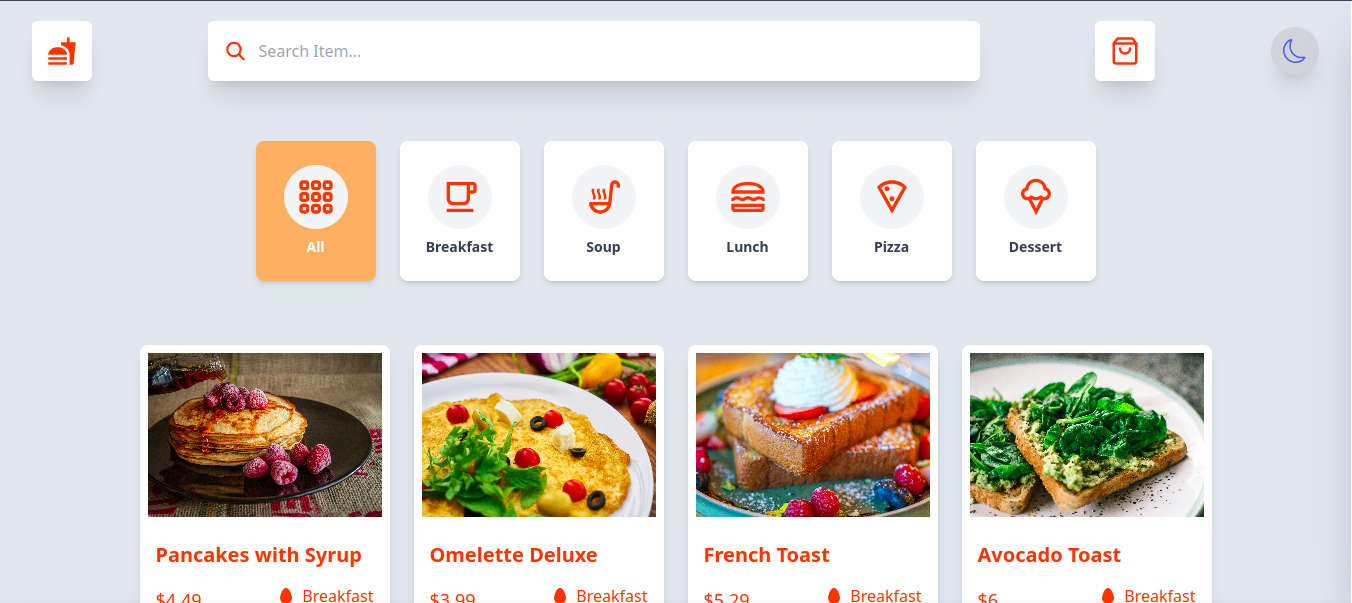 Search Item...
All Breakfast Soup Lunch Pizza Dessert
Pancakes with Syrup Omelette Deluxe French Toast Avocado Toast
$4.49 Breakfast $3.99 Breakfast $5.29 Breakfast $6 Breakfast